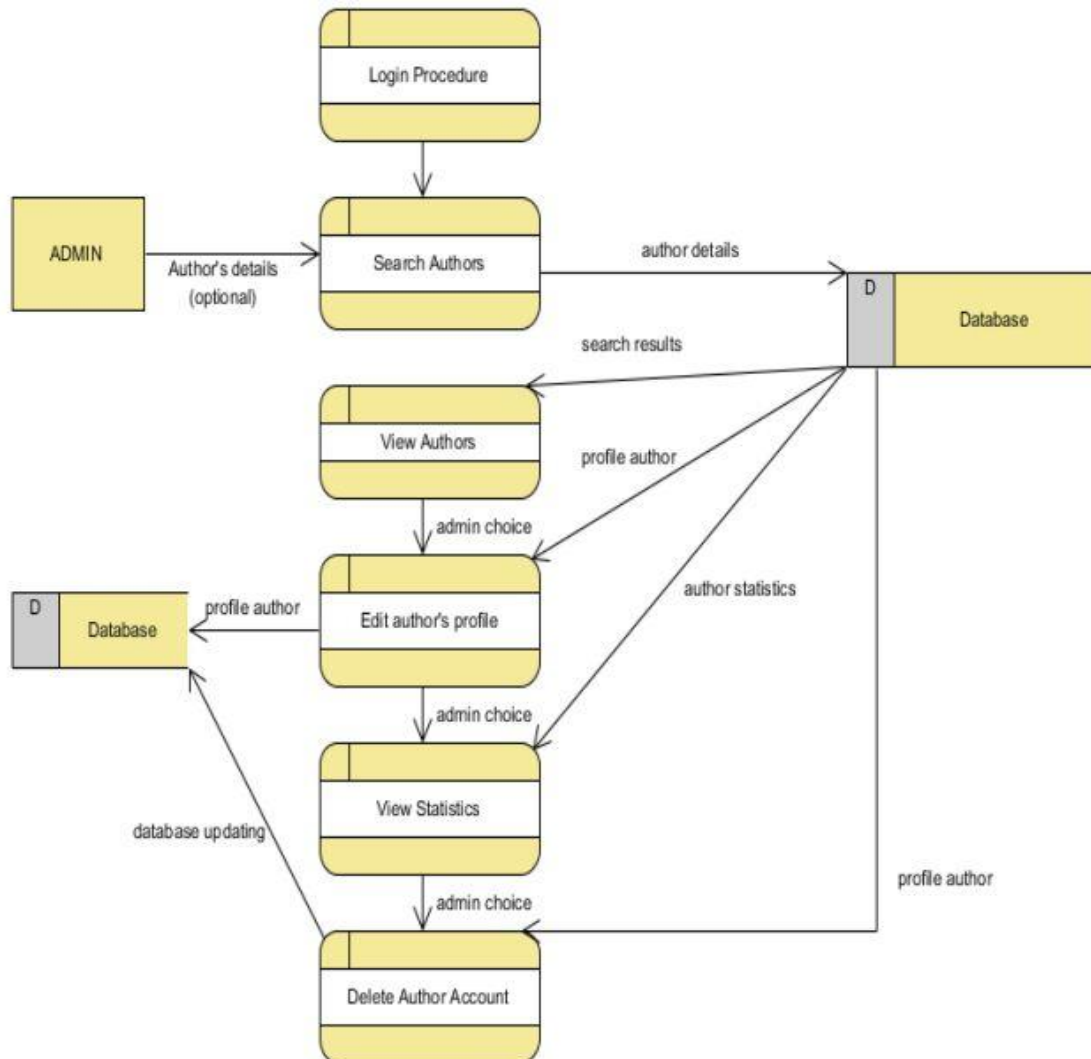 Login Procedure
ADMIN
Author's details
(optional)
Search Authors
author details
D
Database
search results
View Authors
profile author
admin choice
author statistics
D
Database
profile author
Edit author's profile
admin choice
View Statistics
database updating
profile author
admin choice
Delete Author Account